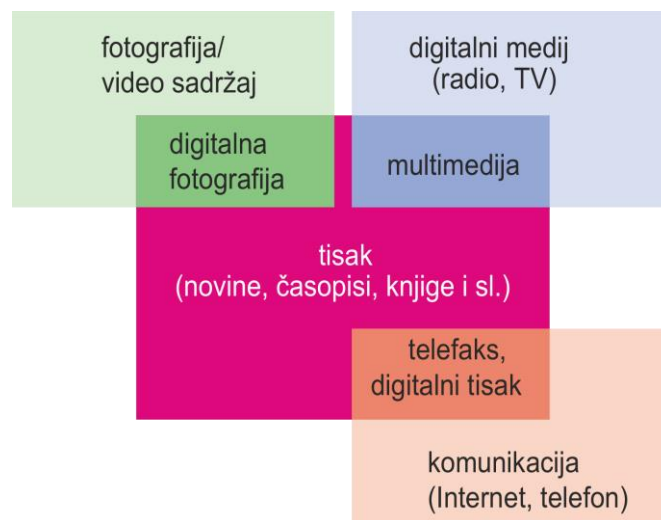 fotografija/
video sadržaj
digitalni medij
(radio, TV)
digitalna
fotografija
multimedija
tisak
(novine, časopisi, knjige i sl.)
telefaks,
digitalni tisak
komunikacija
(Internet, telefon)